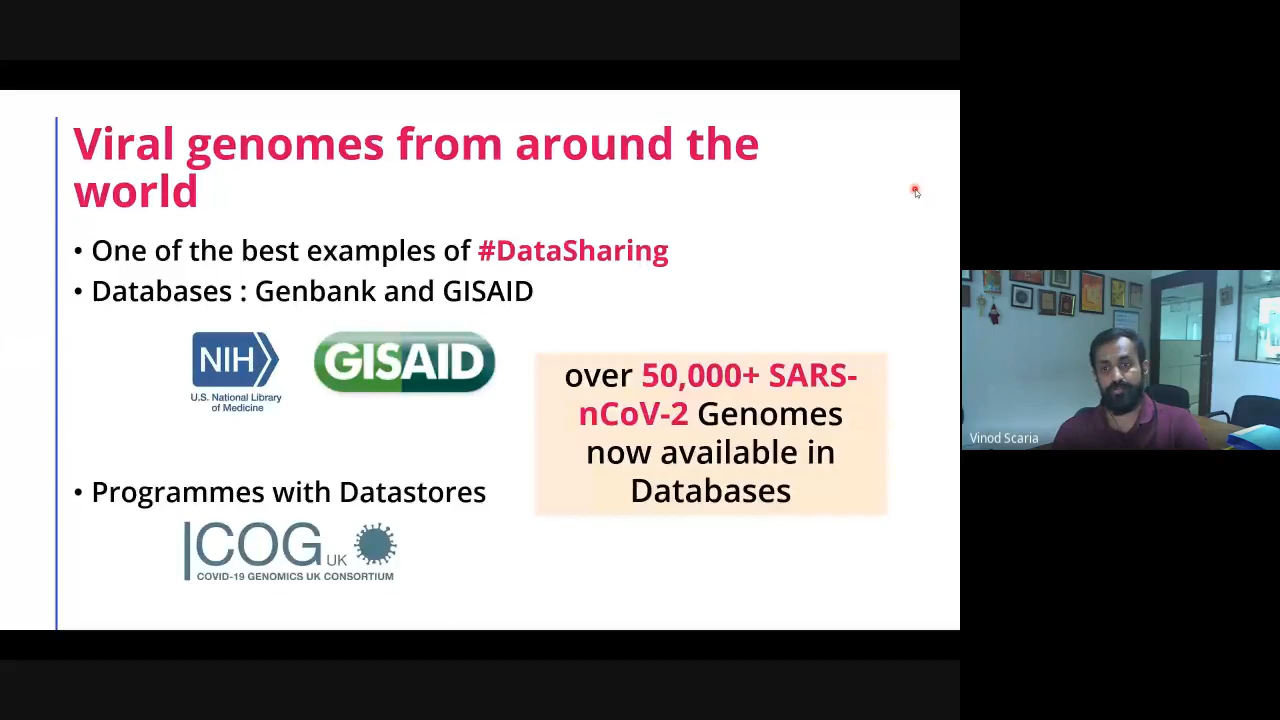 Viral genomes from around the
world
• One of the best examples of #DataSharing
• Databases : Genbank and GISAID
NIH
U.S. National Library
of Medicine
GISAID
over 50,000+ SARS-
nCoV-2 Genomes
now available in
Databases
• Programmes with Datastores
COG UK
COVID-19 GENOMICS UK CONSORTIUM
Vinod Scaria